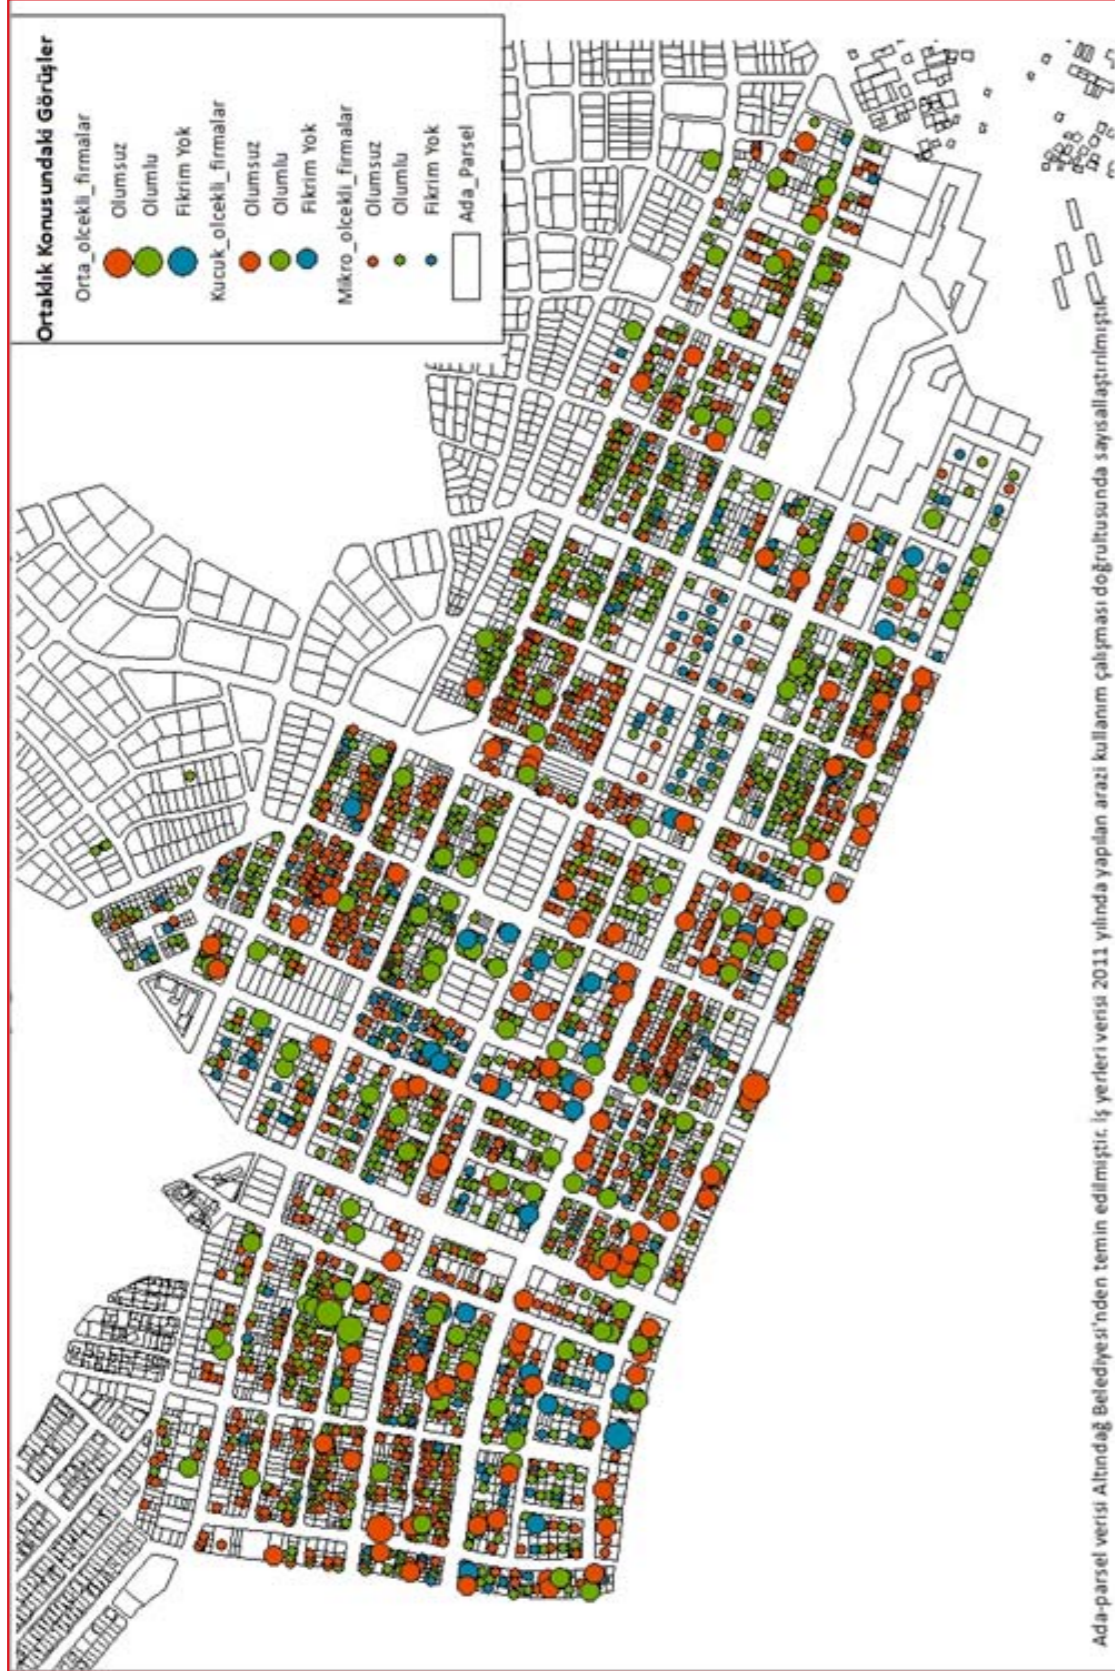 Ortaklık Konusundaki Görüşler
Orta_olcekli_firmalar
Olumsuz
Olumlu
Fikrim Yok
Kucuk_olcekli_firmalar
Olumsuz
Olumlu
Fikrim Yok
Mikro_olcekli_firmalar
Olumsuz
Olumlu
Fikrim Yok
Ada_Parsel
Ada-parsel verisi Altındağ Belediyesi'nden temin edilmiştir. İş yerleri verisi 2011 yılında yapılan arazi kullanım çalışması doğrultusunda sayısallaştırılmıştır.